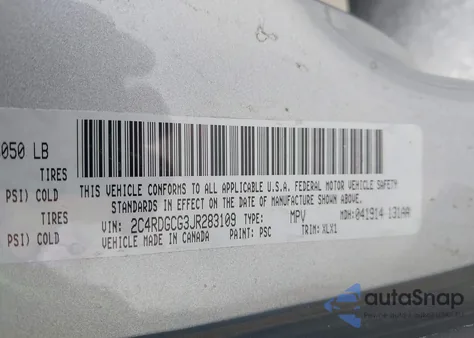 050 LB
TIRES
PSI) COLD
TIRES
PSI) COLD
THIS VEHICLE CONFORMS TO ALL APPLICABLE U.S.A. FEDERAL MOTOR VEHICLE SAFETY
STANDARDS IN EFFECT ON THE DATE OF MANUFACTURE SHOWN ABOVE.
VIN: 2C4RDGCG3JR283109 TYPE: MPV MDH: 041914 131AA
VEHICLE MADE IN CANADA PAINT: PSC TRIM: XLX1
autoSnap